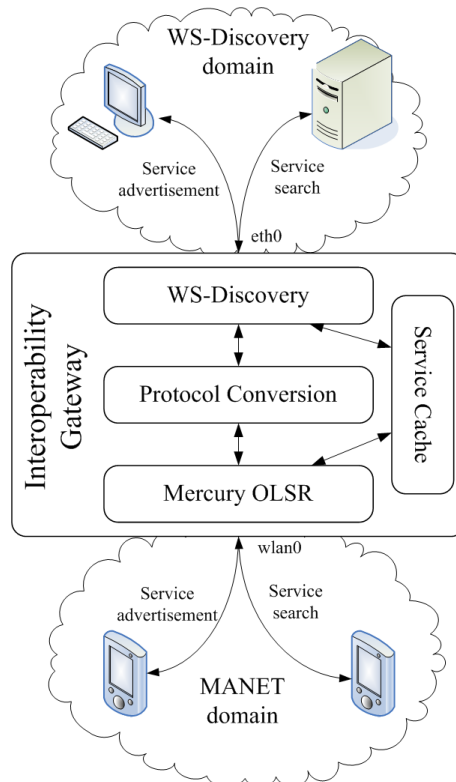 WS-Discovery
domain
Service
advertisement
Service
search
eth0
Interoperability
Gateway
WS-Discovery
Protocol Conversion
Mercury OLSR
Service Cache
wlan0
Service
advertisement
Service
search
MANET
domain